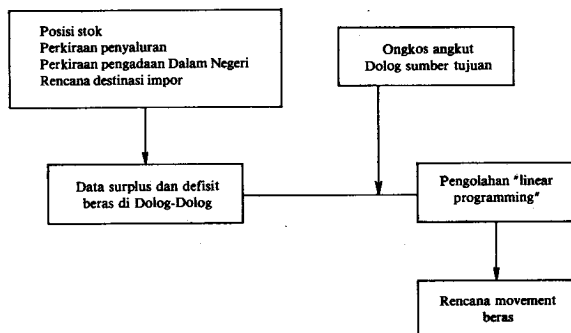 Posisi stok
Perkiraan penyaluran
Perkiraan pengadaan Dalam Negeri
Rencana destinasi impor
Ongkos angkut
Dolog sumber tujuan
Data surplus dan defisit
beras di Dolog-Dolog
Pengolahan "linear
programming"
Rencana movement
beras